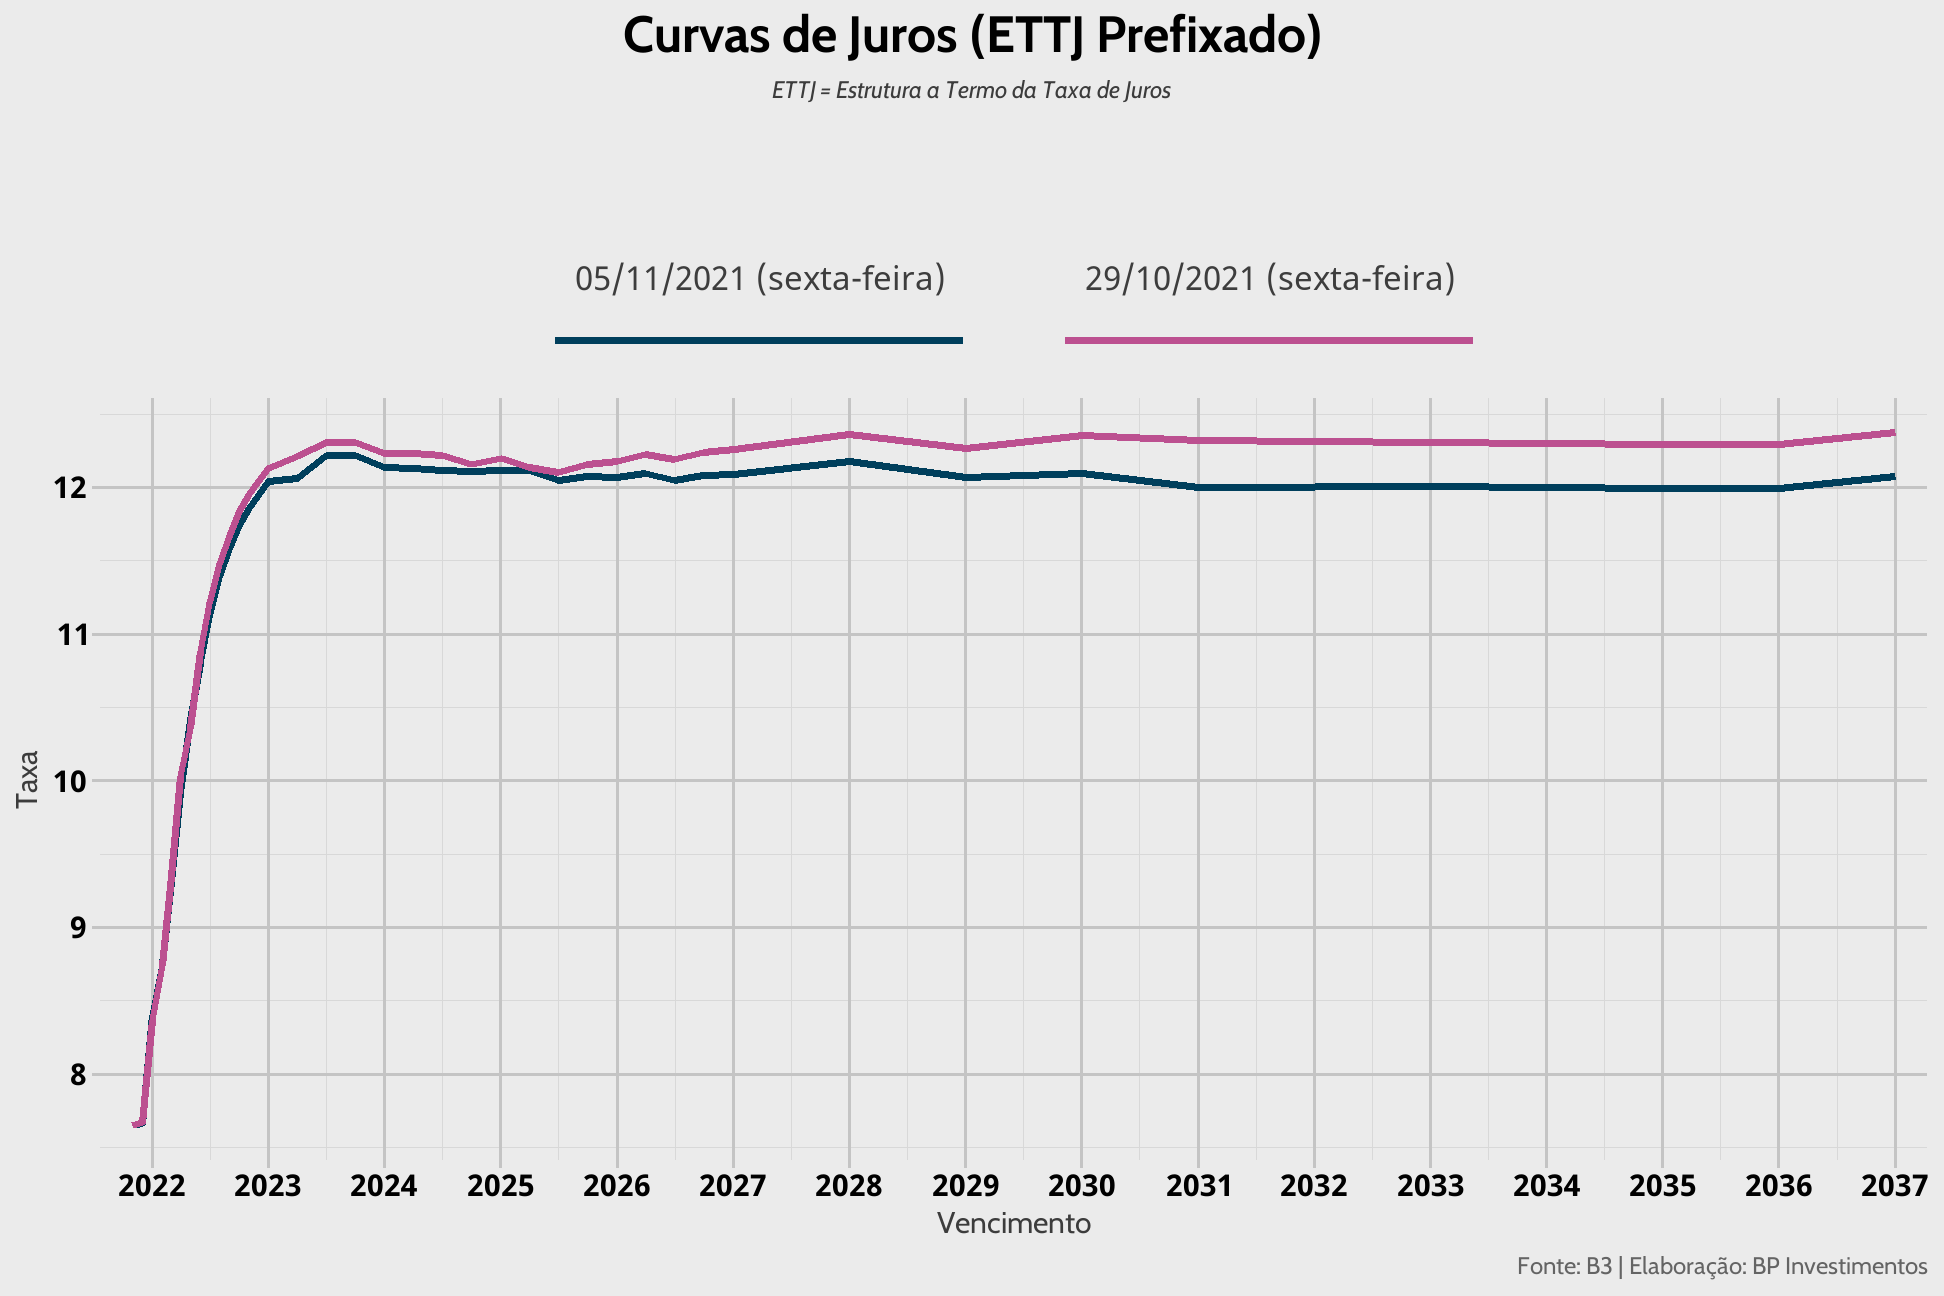 Curvas de Juros (ETTJ Prefixado)
ETTJ = Estrutura a Termo da Taxa de Juros
05/11/2021 (sexta-feira)
29/10/2021 (sexta-feira)
12
11
10
9
8
Taxa
2022 2023 2024 2025 2026 2027 2028 2029 2030 2031 2032 2033 2034 2035 2036 2037
Vencimento
Fonte: B3 | Elaboração: BP Investimentos